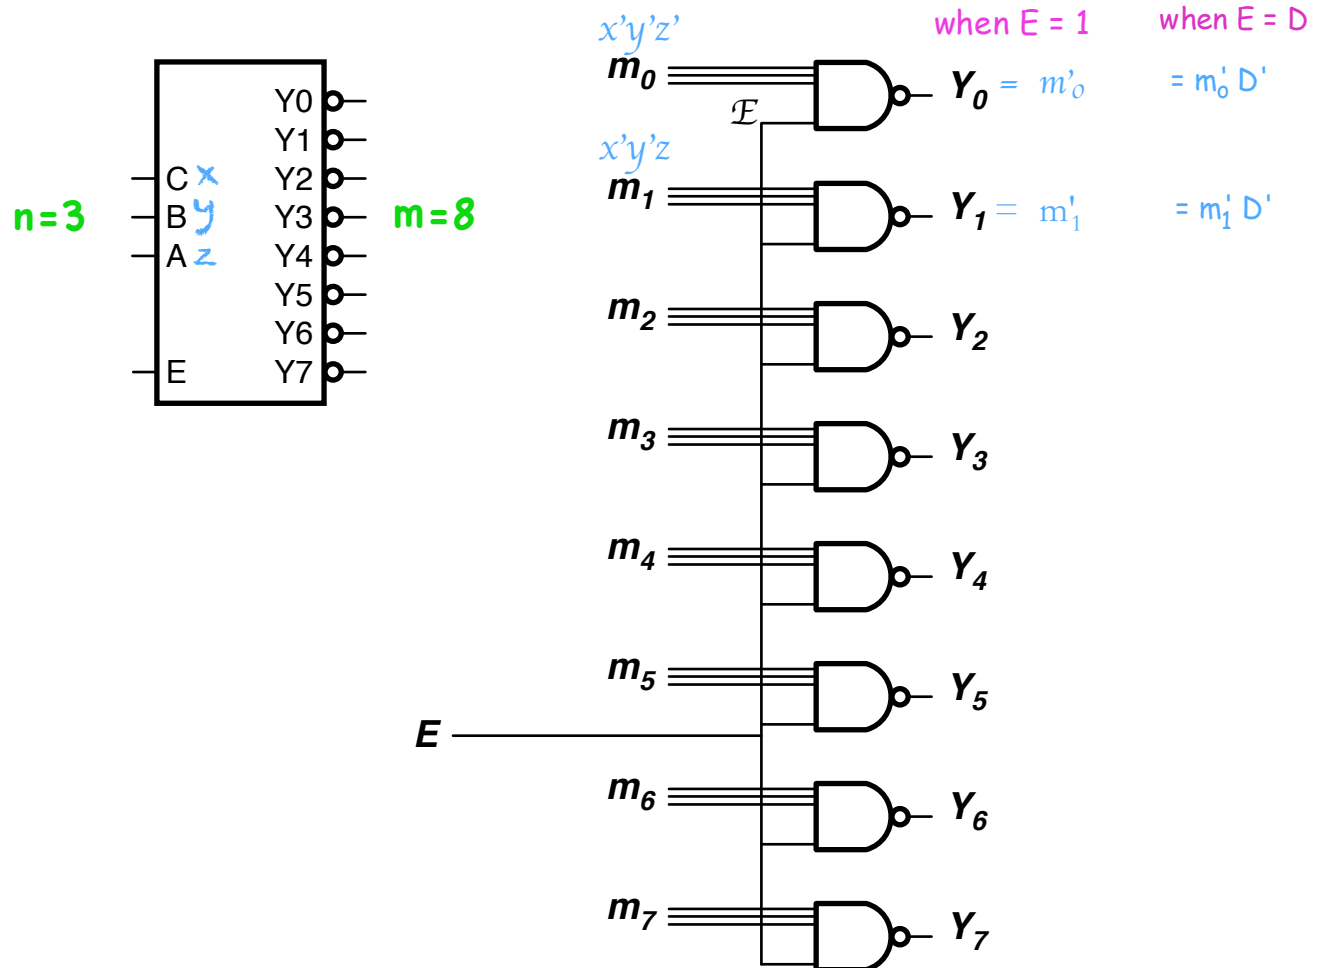 when E = 1
when E = D
x'y'z'
m0
Y0 = m'0
= m'0 D'
E
x'y'z
m1
Y1 = m'1
= m'1 D'
n=3
m=8
Y0
Y1
C x Y2
B y Y3
A z Y4
Y5
Y6
E Y7
m2
Y2
m3
Y3
m4
Y4
m5
Y5
E
m6
Y6
m7
Y7